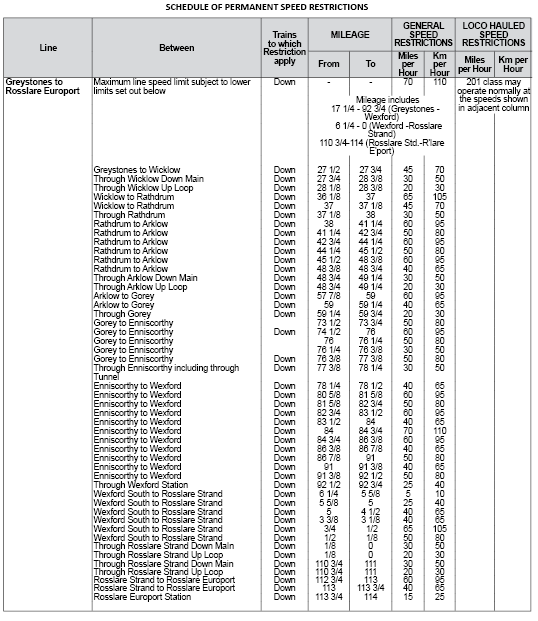 SCHEDULE OF PERMANENT SPEED RESTRICTIONS
Line Between Trains to which Restriction apply MILEAGE From To GENERAL SPEED RESTRICTIONS Miles per Hour Km per Hour LOCO HAULED SPEED RESTRICTIONS Miles per Hour Km per Hour
Greystones to Rosslare Europort Maximum line speed limit subject to lower limits set out below Down - - 70 110 201 class may operate normally at the speeds shown in adjacent column
Mileage includes
17 1/4 - 92 3/4 (Greystones - Wexford)
6 1/4 - 0 (Wexford -Rosslare Strand)
110 3/4-114 (Rosslare Std.-R'lare E'port)
Greystones to Wicklow Down 27 1/2 27 3/4 45 70
Through Wicklow Down Main Down 27 3/4 28 3/8 30 50
Through Wicklow Up Loop Down 28 1/8 28 3/8 20 30
Wicklow to Rathdrum Down 36 1/8 37 65 105
Wicklow to Rathdrum Down 37 37 1/8 45 70
Through Rathdrum Down 37 1/8 38 30 50
Rathdrum to Arklow Down 38 41 1/4 60 95
Rathdrum to Arklow Down 41 1/4 42 3/4 50 80
Rathdrum to Arklow Down 42 3/4 44 1/4 60 95
Rathdrum to Arklow Down 44 1/4 45 1/2 50 80
Rathdrum to Arklow Down 45 1/2 48 3/8 60 95
Rathdrum to Arklow Down 48 3/8 48 3/4 40 65
Through Arklow Down Main Down 48 3/4 49 1/4 30 50
Through Arklow Up Loop Down 48 3/4 49 1/4 20 30
Arklow to Gorey Down 57 7/8 59 60 95
Arklow to Gorey Down 59 59 1/4 40 65
Through Gorey Down 59 1/4 59 3/4 20 30
Gorey to Enniscorthy 73 1/2 73 3/4 50 80
Gorey to Enniscorthy Down 74 1/2 76 60 95
Gorey to Enniscorthy 76 76 1/4 50 80
Gorey to Enniscorthy 76 1/4 76 3/8 30 50
Gorey to Enniscorthy Down 76 3/8 77 3/8 50 80
Through Enniscorthy including through Tunnel Down 77 3/8 78 1/4 30 50
Enniscorthy to Wexford Down 78 1/4 78 1/2 40 65
Enniscorthy to Wexford Down 80 5/8 81 5/8 60 95
Enniscorthy to Wexford Down 81 5/8 82 3/4 50 80
Enniscorthy to Wexford Down 82 3/4 83 1/2 60 95
Enniscorthy to Wexford Down 83 1/2 84 40 65
Enniscorthy to Wexford Down 84 84 3/4 70 110
Enniscorthy to Wexford Down 84 3/4 86 3/8 60 95
Enniscorthy to Wexford Down 86 3/8 86 7/8 40 65
Enniscorthy to Wexford Down 86 7/8 91 50 80
Enniscorthy to Wexford Down 91 91 3/8 40 65
Enniscorthy to Wexford Down 91 3/8 92 1/2 50 80
Through Wexford Station Down 92 1/2 92 3/4 25 40
Wexford South to Rosslare Strand Down 6 1/4 5 5/8 5 10
Wexford South to Rosslare Strand Down 5 5/8 5 25 40
Wexford South to Rosslare Strand Down 5 4 1/2 40 65
Wexford South to Rosslare Strand Down 3 3/8 3 1/8 40 65
Wexford South to Rosslare Strand Down 3/4 1/2 65 105
Wexford South to Rosslare Strand Down 1/2 1/8 50 80
Through Rosslare Strand Down Main Down 1/8 0 30 50
Through Rosslare Strand Up Loop Down 1/8 0 20 30
Through Rosslare Strand Down Main Down 110 3/4 111 30 50
Through Rosslare Strand Up Loop Down 110 3/4 111 20 30
Rosslare Strand to Rosslare Europort Down 112 3/4 113 60 95
Rosslare Strand to Rosslare Europort Down 113 113 3/4 40 65
Rosslare Europort Station Down 113 3/4 114 15 25